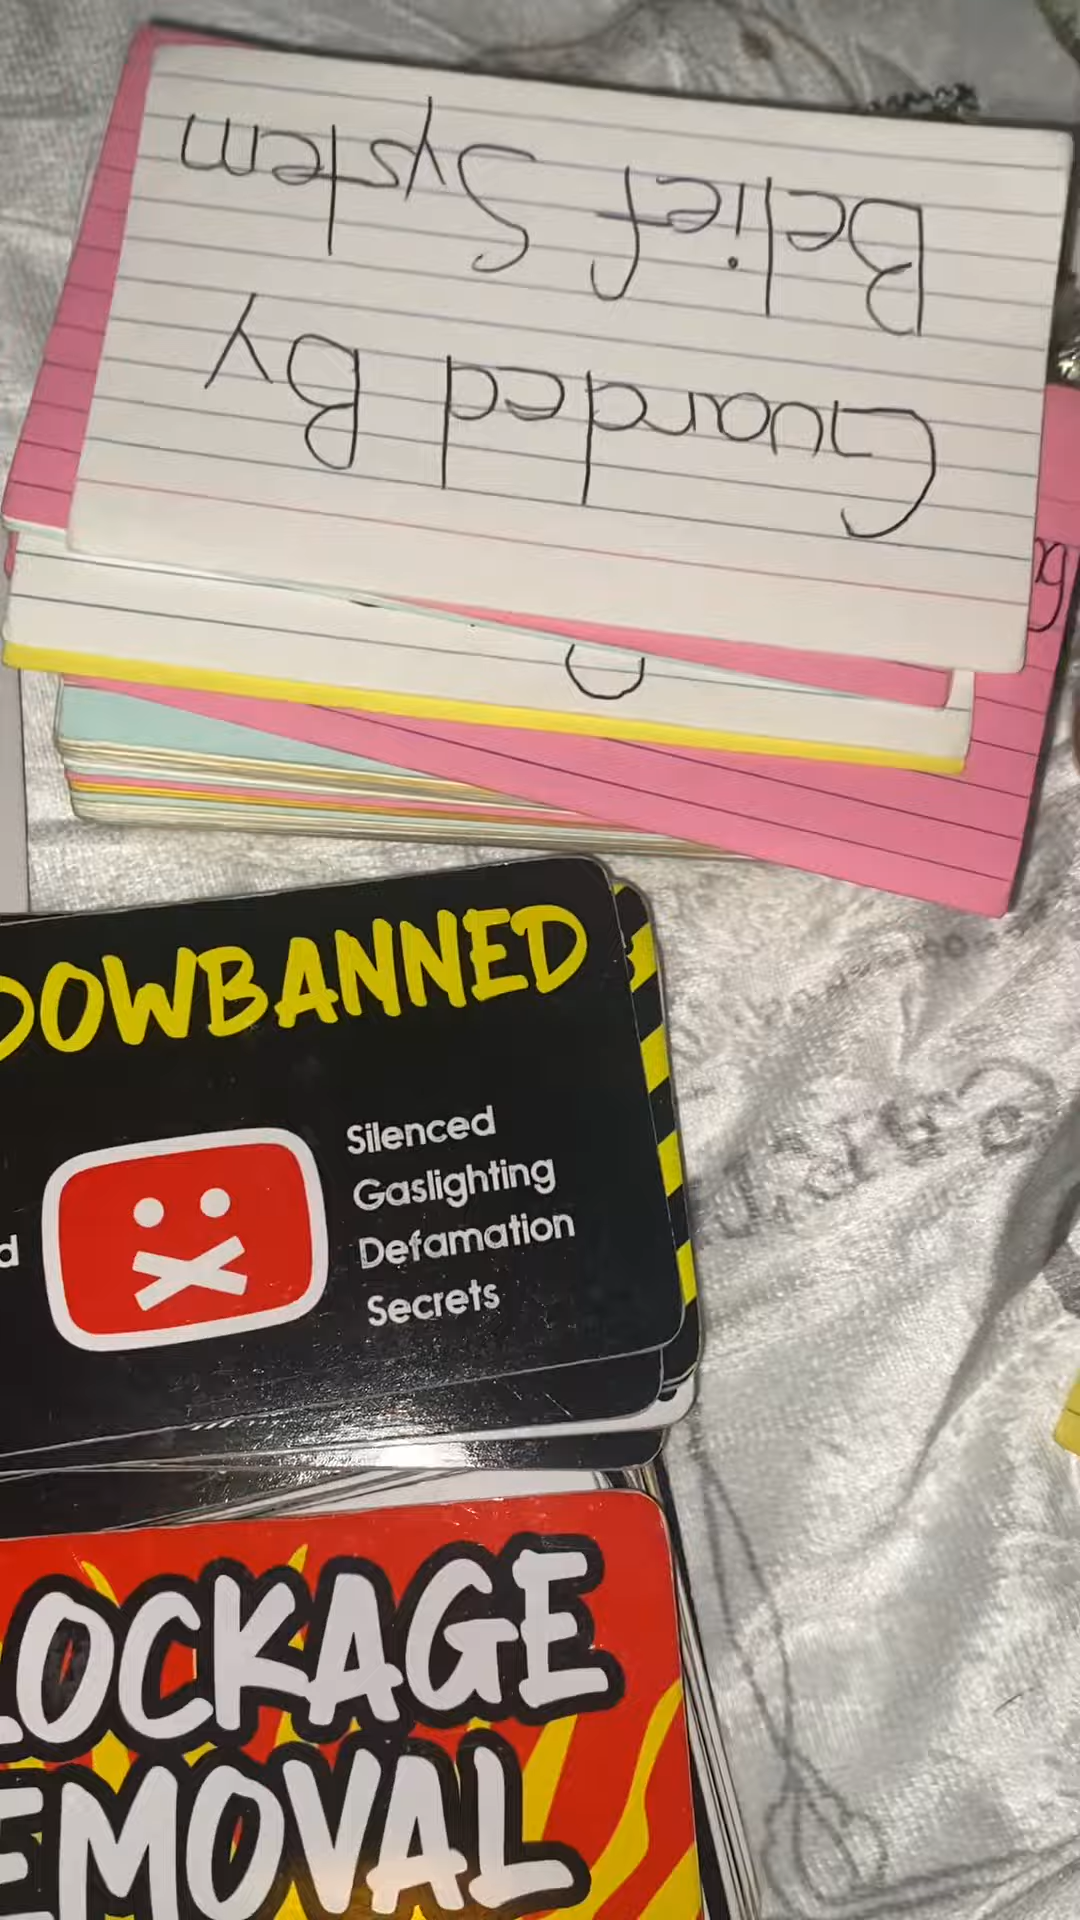 Guarded By
Belief System
DOWBANNED
Silenced
Gaslighting
Defamation
Secrets
d
LOCKAGE
EMOVAL